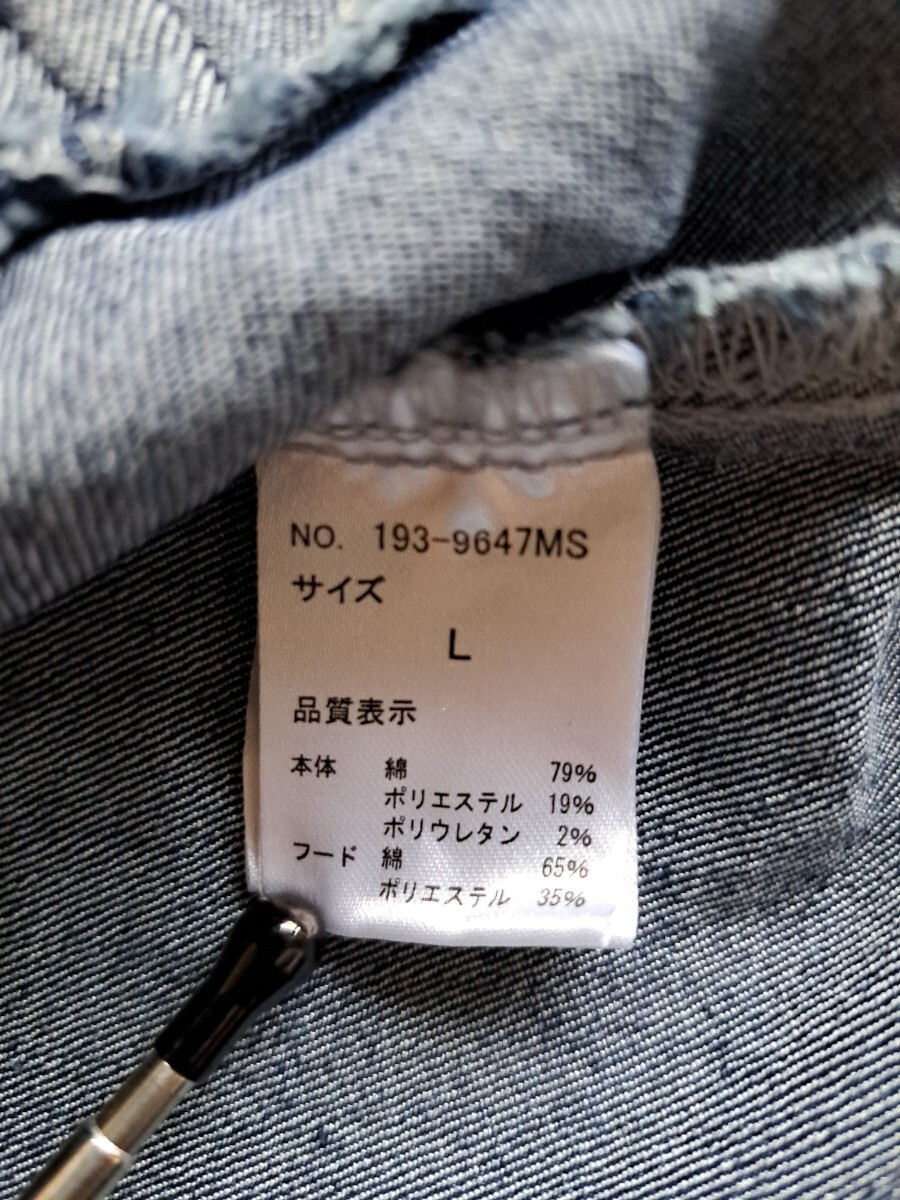 NO. 193-9647MS
サイズ
L
品質表示
本体 綿 79%
ポリエステル 19%
ポリウレタン 2%
フード 綿 65%
ポリエステル 35%